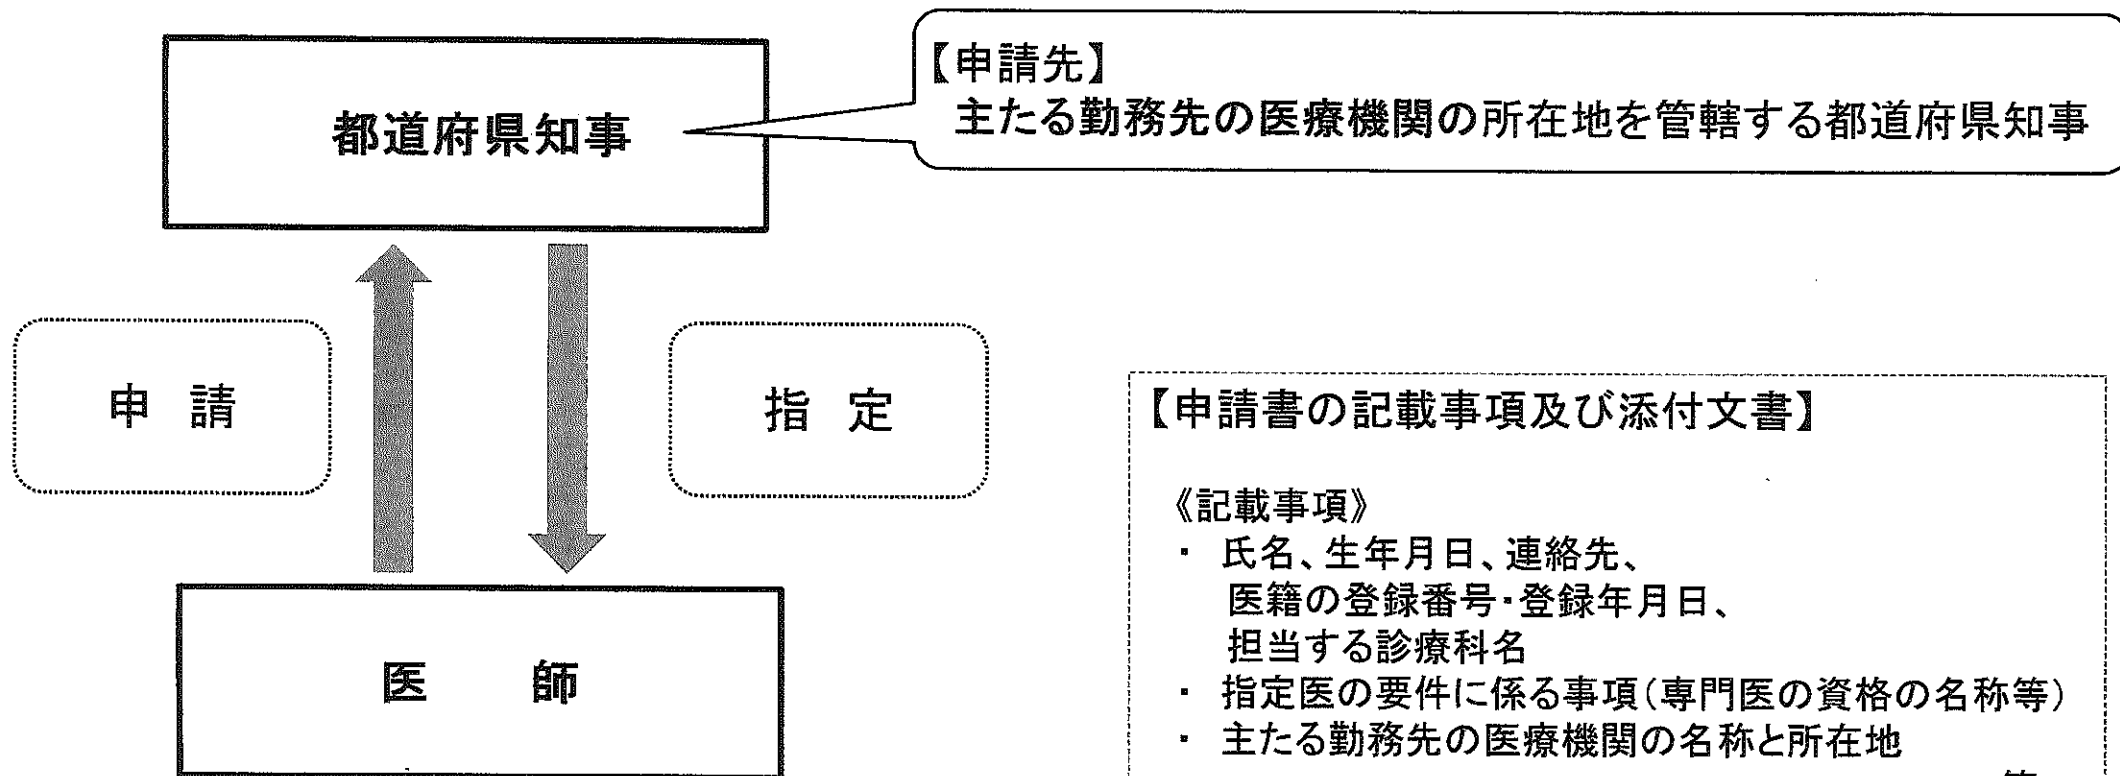 都道府県知事
【申請先】
主たる勤務先の医療機関の所在地を管轄する都道府県知事
申 請
指 定
医 師
【申請書の記載事項及び添付文書】
《記載事項》
・ 氏名、生年月日、連絡先、
医籍の登録番号・登録年月日、
担当する診療科名
・ 指定医の要件に係る事項(専門医の資格の名称等)
・ 主たる勤務先の医療機関の名称と所在地